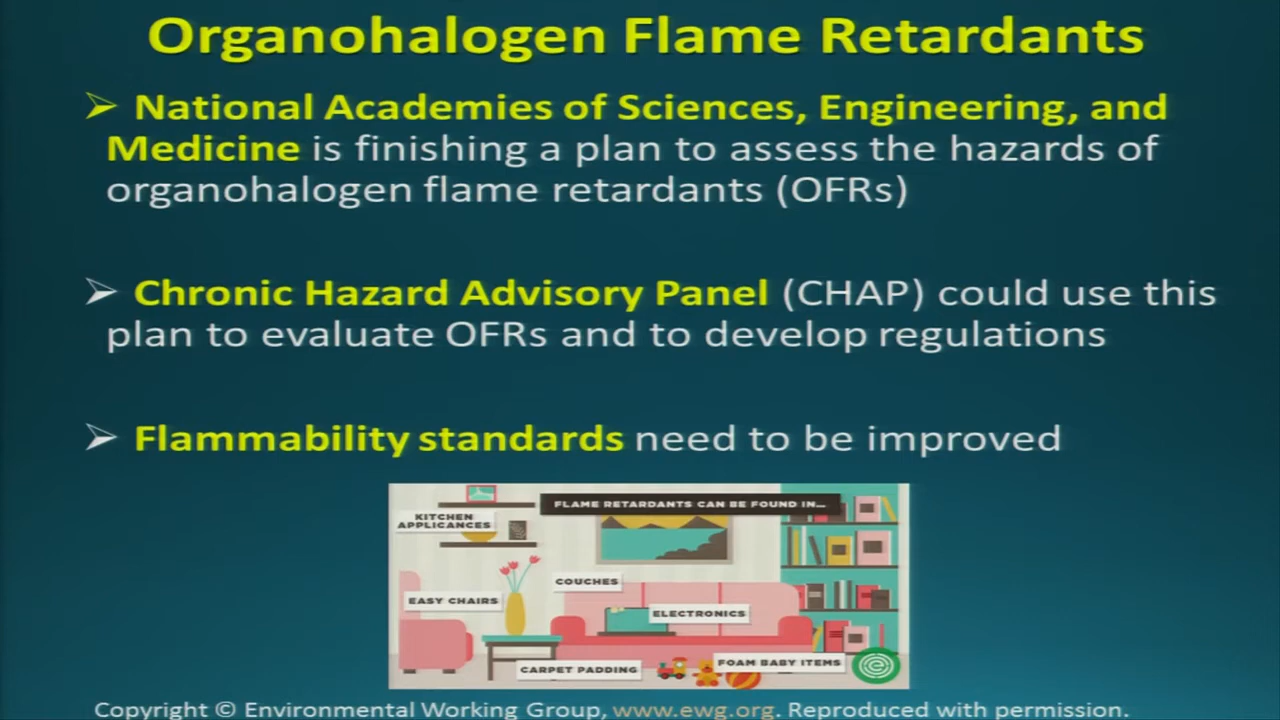 Organohalogen Flame Retardants
National Academies of Sciences, Engineering, and
Medicine is finishing a plan to assess the hazards of
organohalogen flame retardants (OFRs)
Chronic Hazard Advisory Panel (CHAP) could use this
plan to evaluate OFRs and to develop regulations
Flammability standards need to be improved
FLAME RETARDANTS CAN BE FOUND IN...
KITCHEN
APPLICANCES
COUCHES
EASY CHAIRS
ELECTRONICS
CARPET PADDING
FOAM BABY ITEMS
Copyright © Environmental Working Group, www.ewg.org. Reproduced with permission.